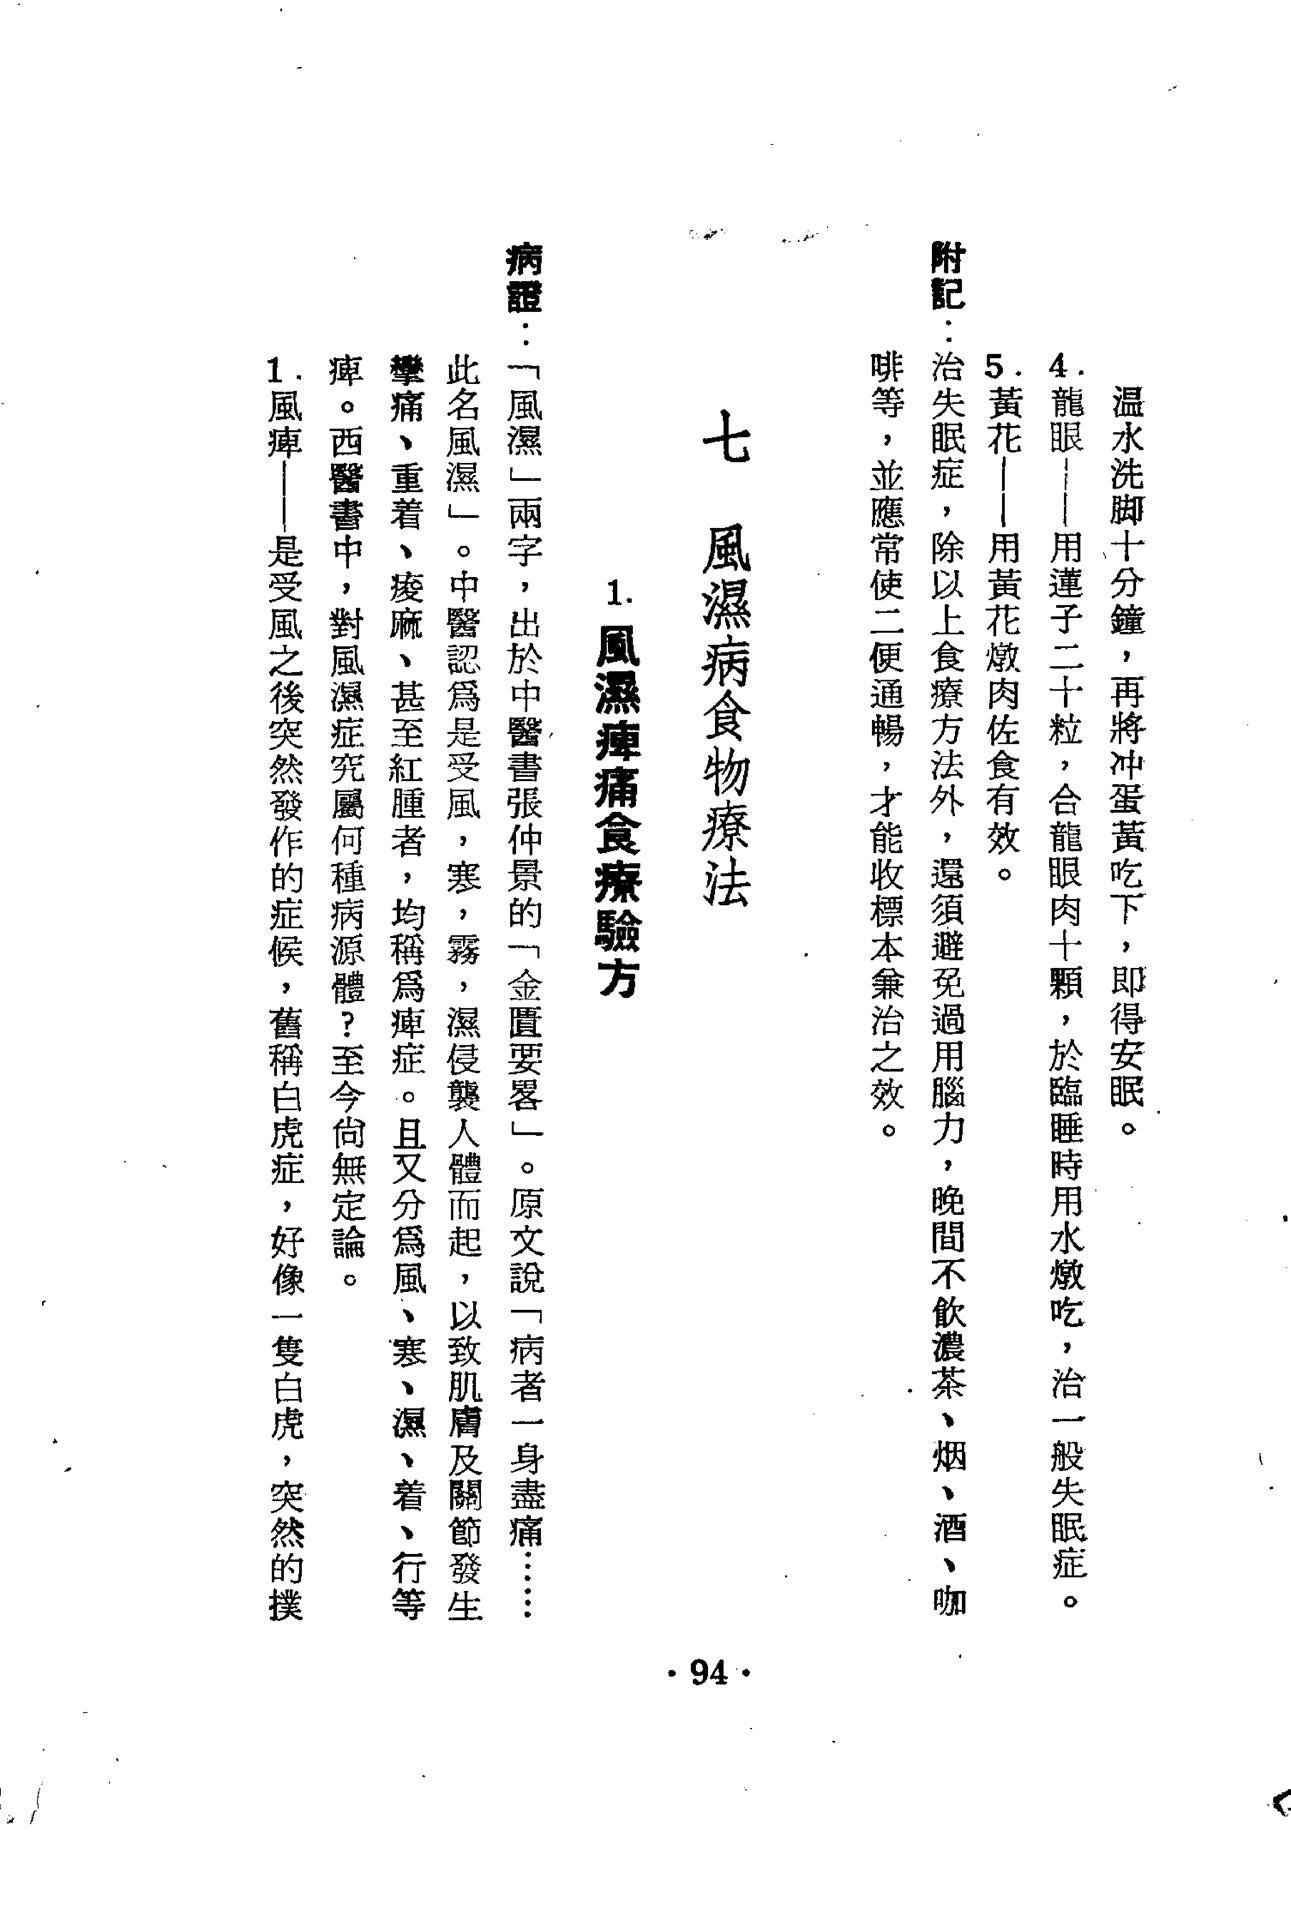 温水洗脚十分鐘，再將冲蛋黃吃下，即得安眠。
4.龍眼——用蓮子二十粒，合龍眼肉十顆，於臨睡時用水燉吃，治一般失眠症。
5.黃花——用黃花燉肉佐食有效。
附記：治失眠症，除以上食療方法外，還須避免過用腦力，晚間不飲濃茶、烟、酒、咖
啡等，並應常使二便通暢，才能收標本兼治之效。
七　風濕病食物療法
1.風濕痺痛食療驗方
病證：「風濕」兩字，出於中醫書張仲景的「金匱要畧」。原文說「病者一身盡痛……
此名風濕」。中醫認爲是受風，寒，霧，濕侵襲人體而起，以致肌膚及關節發生
攣痛、重着、痠麻、甚至紅腫者，均稱爲痺症。且又分爲風、寒、濕、着、行等
痺。西醫書中，對風濕症究屬何種病源體？至今尙無定論。
1.風痺——是受風之後突然發作的症候，舊稱白虎症，好像一隻白虎，突然的撲
·94·